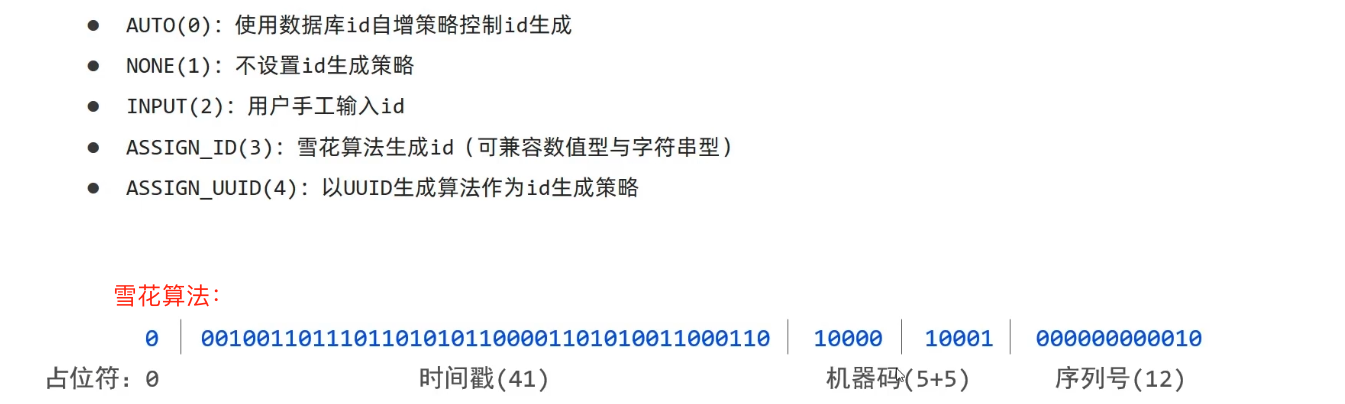 ● AUTO(0): 使用数据库id自增策略控制id生成
● NONE(1): 不设置id生成策略
● INPUT(2): 用户手工输入id
● ASSIGN_ID(3): 雪花算法生成id（可兼容数值型与字符串型）
● ASSIGN_UUID(4): 以UUID生成算法作为id生成策略
雪花算法:
0 | 00100110111011010101100001101010011000110 | 10000 | 10001 | 000000000010
占位符: 0 时间戳(41) 机器码(5+5) 序列号(12)